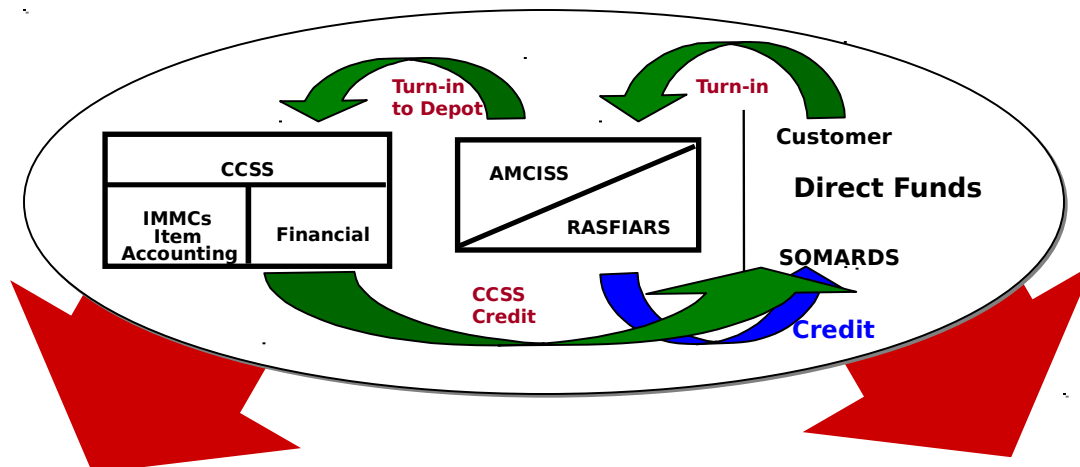 Turn-in
to Depot
Turn-in
Customer
CCSS
AMCISS
Direct Funds
IMMCs
Item
Accounting
Financial
RASFIARS
SOMARDS
CCSS
Credit
Credit